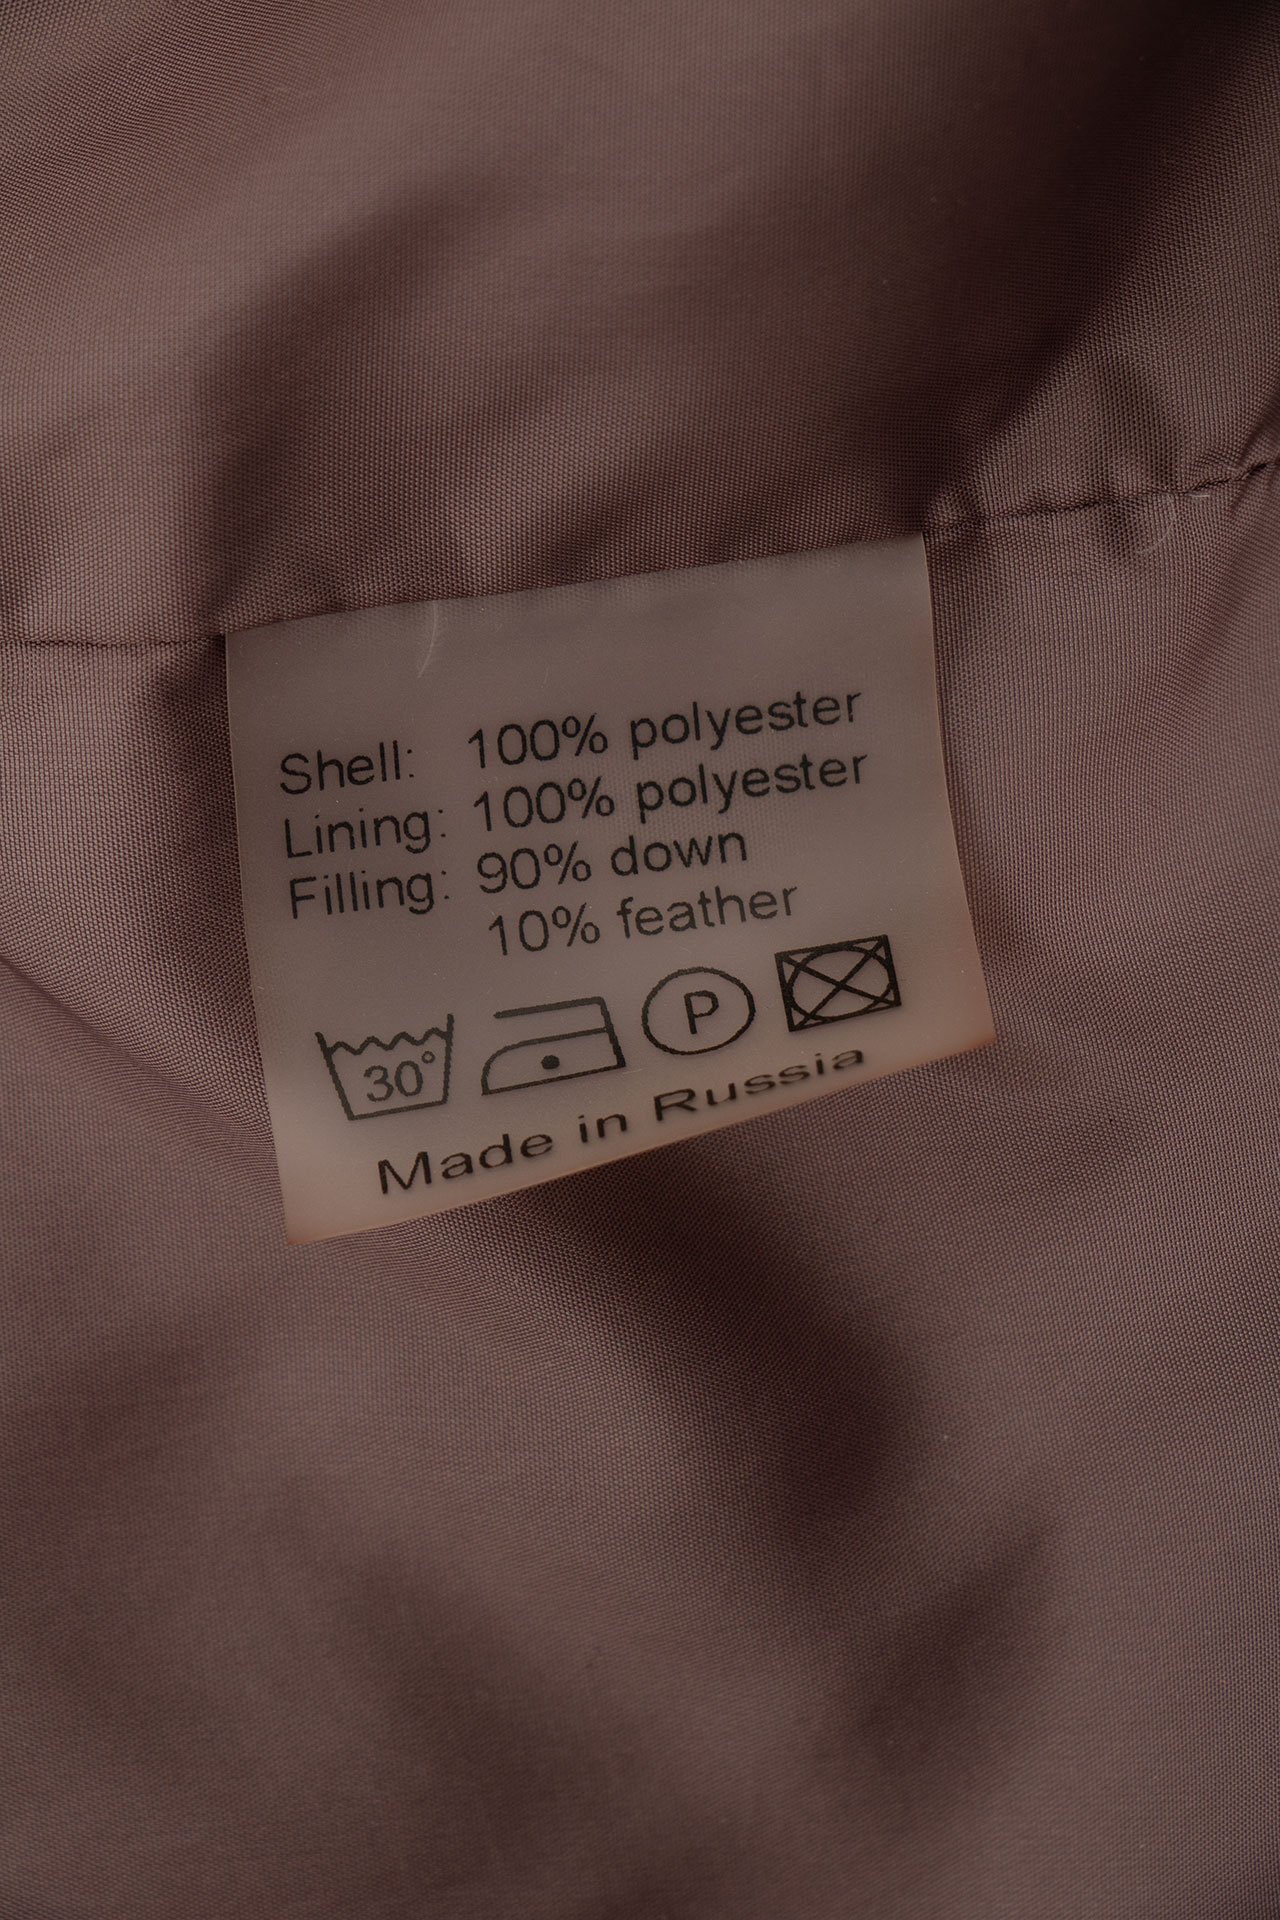 Shell: 100% polyester
Lining: 100% polyester
Filling: 90% down
10% feather
30° P
Made in Russia